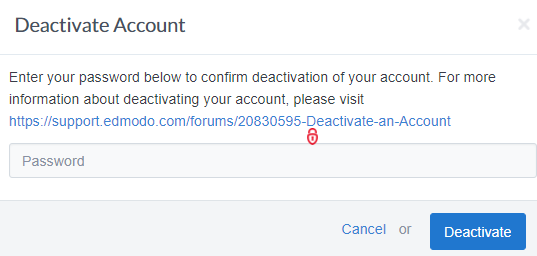 Deactivate Account
Enter your password below to confirm deactivation of your account. For more
information about deactivating your account, please visit
https://support.edmodo.com/forums/20830595-Deactivate-an-Account
Password
Cancel or Deactivate